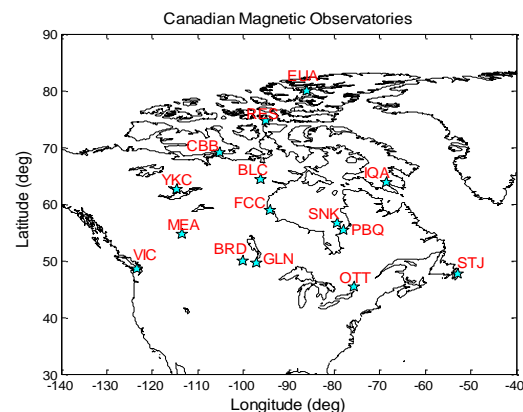 Canadian Magnetic Observatories
90
80
70
60
50
40
30
Latitude (deg)
EUA
RES
CBB
BLC
YKC
IQA
FCC
SNK
PBQ
MEA
VIC
BRD
GLN
OTT
STJ
-140 -130 -120 -110 -100 -90 -80 -70 -60 -50 -40
Longitude (deg)